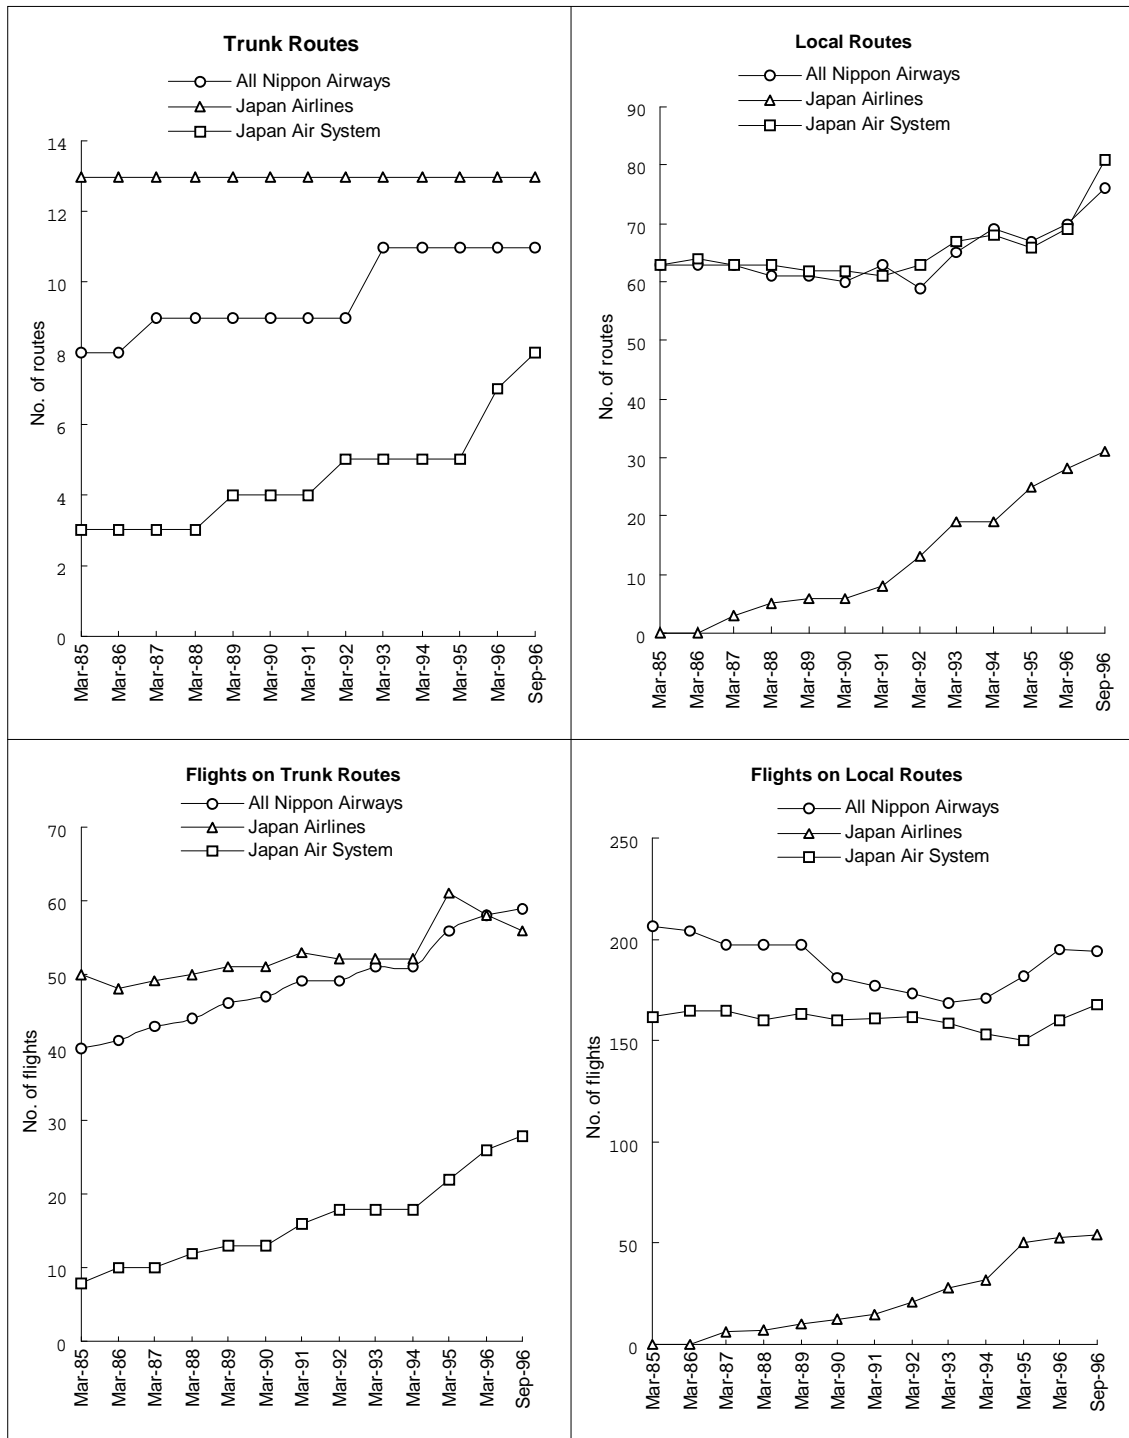 Trunk Routes
All Nippon Airways
Japan Airlines
Japan Air System
14
12
10
8
6
4
2
0
No. of routes
Mar-85
Mar-86
Mar-87
Mar-88
Mar-89
Mar-90
Mar-91
Mar-92
Mar-93
Mar-94
Mar-95
Mar-96
Sep-96
Local Routes
All Nippon Airways
Japan Airlines
Japan Air System
90
80
70
60
50
40
30
20
10
0
No. of routes
Mar-85
Mar-86
Mar-87
Mar-88
Mar-89
Mar-90
Mar-91
Mar-92
Mar-93
Mar-94
Mar-95
Mar-96
Sep-96
Flights on Trunk Routes
All Nippon Airways
Japan Airlines
Japan Air System
70
60
50
40
30
20
10
0
No. of flights
Mar-85
Mar-86
Mar-87
Mar-88
Mar-89
Mar-90
Mar-91
Mar-92
Mar-93
Mar-94
Mar-95
Mar-96
Sep-96
Flights on Local Routes
All Nippon Airways
Japan Airlines
Japan Air System
250
200
150
100
50
0
No. of flights
Mar-85
Mar-86
Mar-87
Mar-88
Mar-89
Mar-90
Mar-91
Mar-92
Mar-93
Mar-94
Mar-95
Mar-96
Sep-96